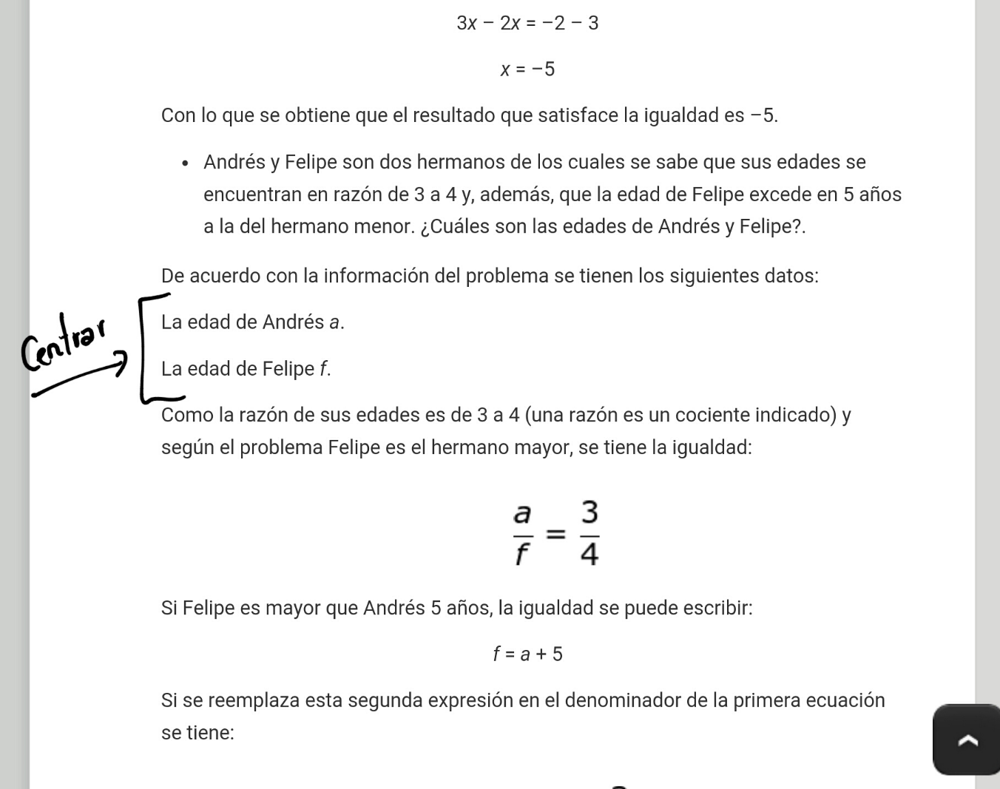 3x − 2x = −2 − 3
x = −5
Con lo que se obtiene que el resultado que satisface la igualdad es −5.
• Andrés y Felipe son dos hermanos de los cuales se sabe que sus edades se
encuentran en razón de 3 a 4 y, además, que la edad de Felipe excede en 5 años
a la del hermano menor. ¿Cuáles son las edades de Andrés y Felipe?.
De acuerdo con la información del problema se tienen los siguientes datos:
Centrar
La edad de Andrés a.
La edad de Felipe f.
Como la razón de sus edades es de 3 a 4 (una razón es un cociente indicado) y
según el problema Felipe es el hermano mayor, se tiene la igualdad:
a/f = 3/4
Si Felipe es mayor que Andrés 5 años, la igualdad se puede escribir:
f = a + 5
Si se reemplaza esta segunda expresión en el denominador de la primera ecuación
se tiene: